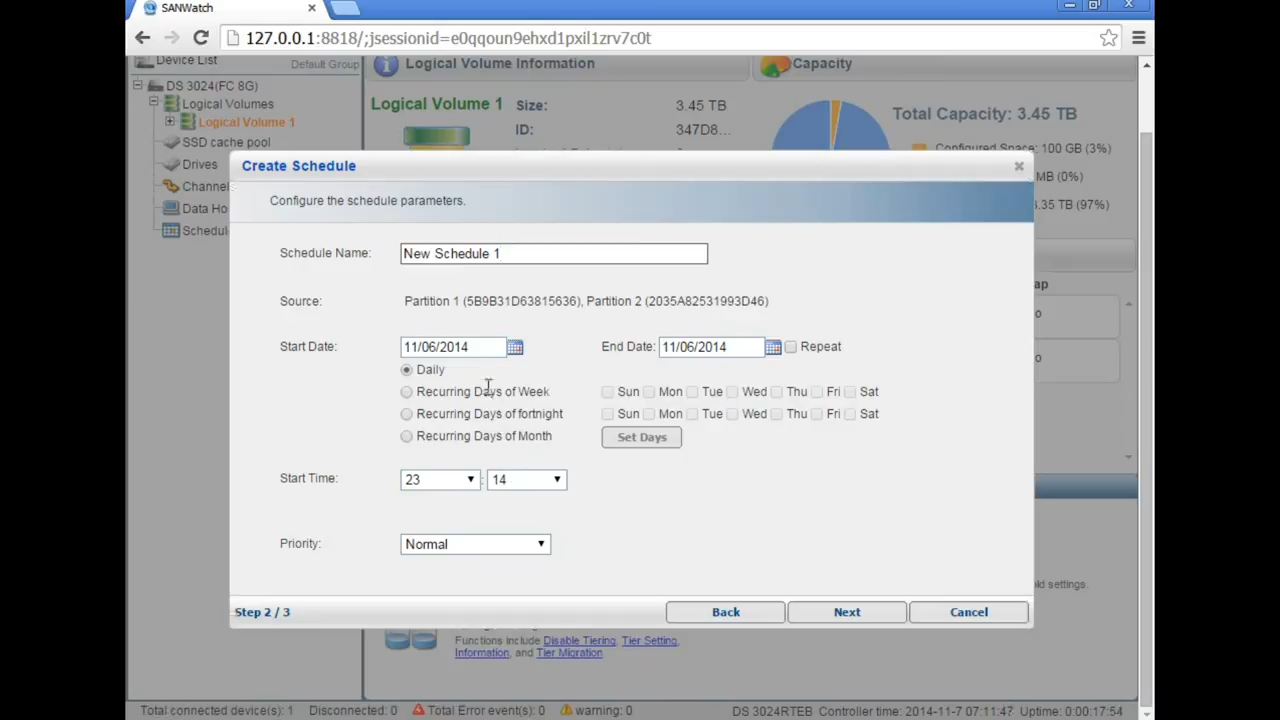 SANWatch
127.0.0.1:8818/;jsessionid=e0qqoun9ehxd1pxil1zrv7c0t
Device List
Default Group
DS 3024(FC 8G)
Logical Volumes
Logical Volume 1
SSD cache pool
Drives
Channel
Data Ho
Schedul
Logical Volume Information
Capacity
Logical Volume 1
Size: 3.45 TB
ID: 347D8...
Total Capacity: 3.45 TB
Configured Space: 100 GB (3%)
MB (0%)
.35 TB (97%)
ap
o
o
Create Schedule
Configure the schedule parameters.
Schedule Name: New Schedule 1
Source: Partition 1 (5B9B31D63815636), Partition 2 (2035A82531993D46)
Start Date: 11/06/2014 End Date: 11/06/2014 Repeat
Daily
Recurring Days of Week Sun Mon Tue Wed Thu Fri Sat
Recurring Days of fortnight Sun Mon Tue Wed Thu Fri Sat
Recurring Days of Month Set Days
Start Time: 23 : 14
Priority: Normal
Step 2 / 3 Back Next Cancel
ld settings.
Functions include Disable Tiering, Tier Setting,
Information, and Tier Migration
Total connected device(s): 1 Disconnected: 0 Total Error event(s): 0 warning: 0 DS 3024RTEB Controller time: 2014-11-7 07:11:47 Uptime: 0:00:17:54